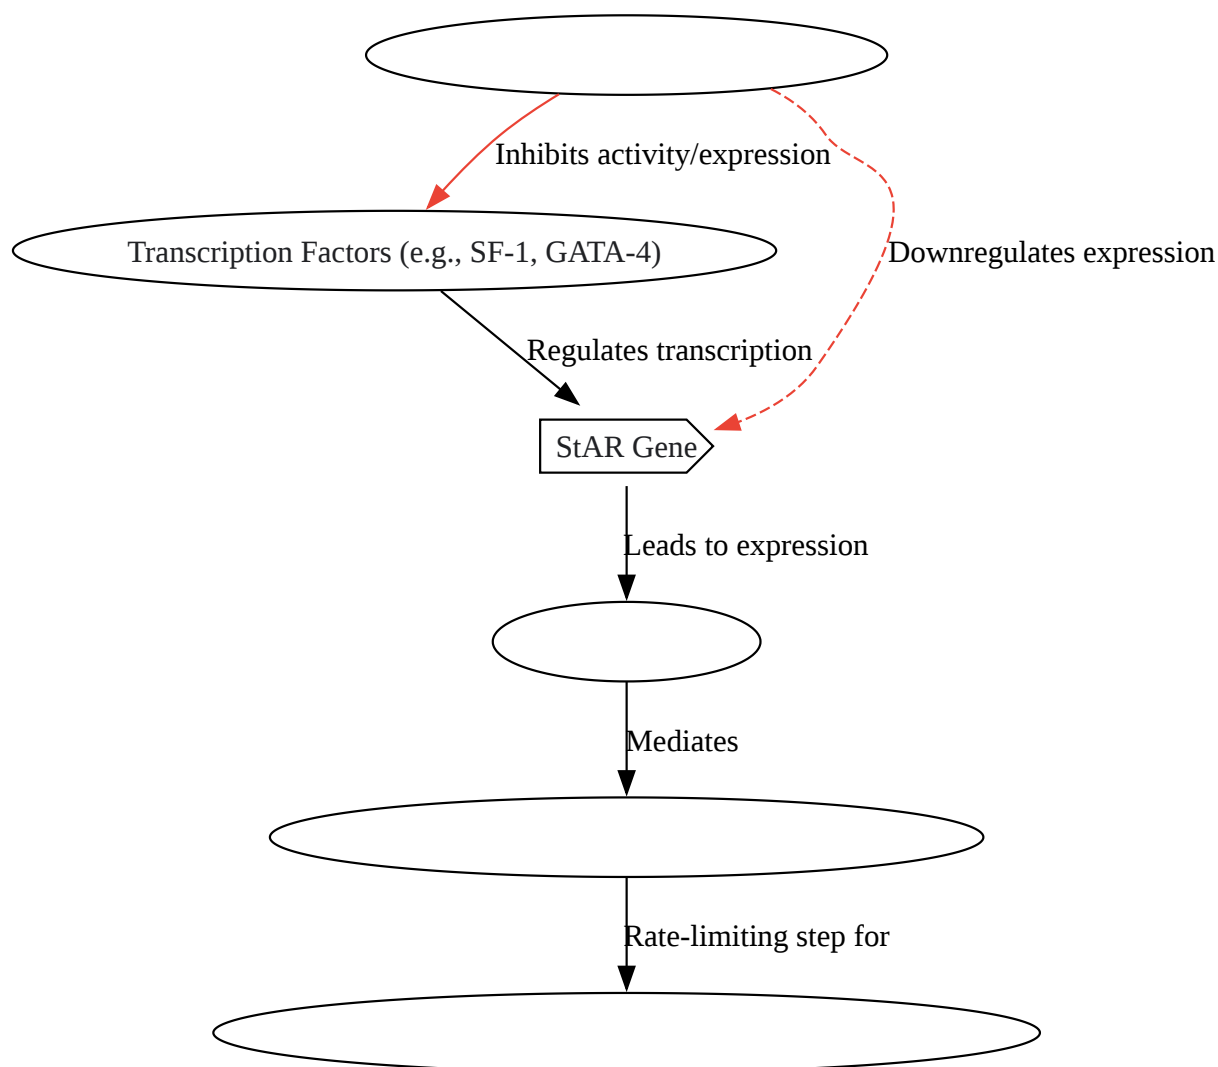 Inhibits activity/expression
Transcription Factors (e.g., SF-1, GATA-4)
Downregulates expression
Regulates transcription
StAR Gene
Leads to expression
Mediates
Rate-limiting step for